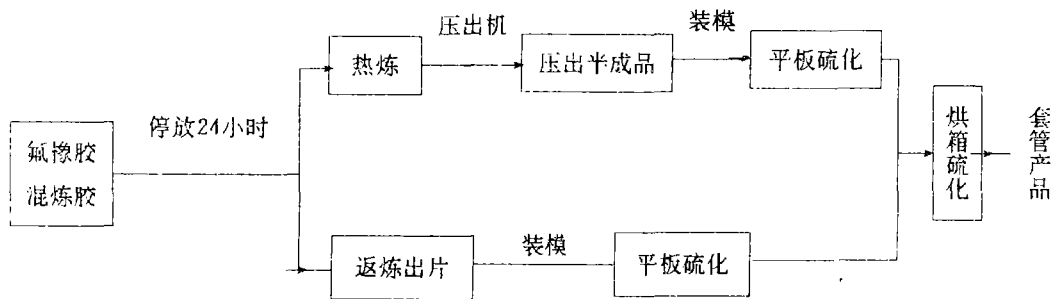 压出机
装模
热炼
压出半成品
平板硫化
停放24小时
氟橡胶
混炼胶
烘箱硫化
套管产品
返炼出片
装模
平板硫化